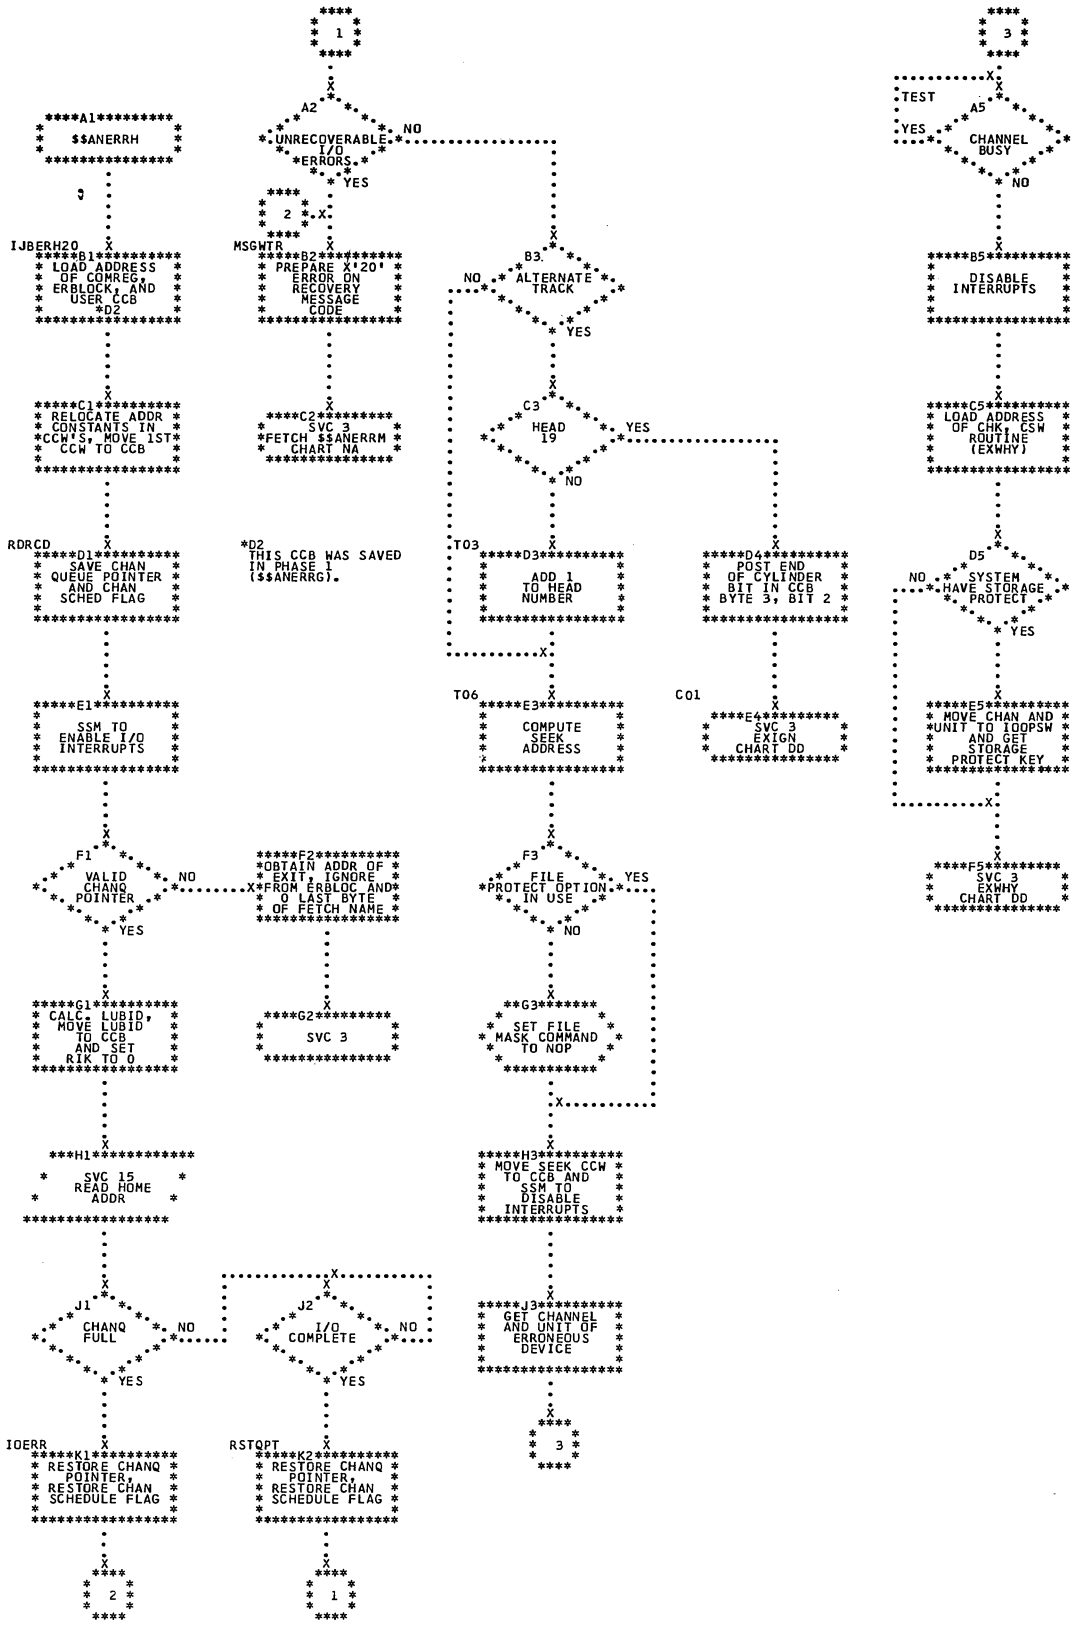 1
3
A1
$$ANERRH
A2
UNRECOVERABLE
I/O
ERRORS
NO
YES
TEST
A5
YES
CHANNEL
BUSY
NO
2
IJBERH20
B1
LOAD ADDRESS
OF COMREG,
ERBLOCK, AND
USER CCB
*D2
MSGWTR
B2
PREPARE X'20'
ERROR ON
RECOVERY
MESSAGE
CODE
B3
NO
ALTERNATE
TRACK
YES
B5
DISABLE
INTERRUPTS
C1
RELOCATE ADDR
CONSTANTS IN
CCW'S, MOVE 1ST
CCW TO CCB
C2
SVC 3
FETCH $$ANERRM
CHART NA
C3
HEAD
19
YES
NO
C5
LOAD ADDRESS
OF CHK, CSW
ROUTINE
(EXWHY)
RDRCD
D1
SAVE CHAN
QUEUE POINTER
AND CHAN
SCHED FLAG
*D2
THIS CCB WAS SAVED
IN PHASE 1
($$ANERRG).
T03
D3
ADD 1
TO HEAD
NUMBER
D4
POST END
OF CYLINDER
BIT IN CCB
BYTE 3, BIT 2
D5
NO
SYSTEM
HAVE STORAGE
PROTECT
YES
E1
SSM TO
ENABLE I/O
INTERRUPTS
T06
E3
COMPUTE
SEEK
ADDRESS
C01
E4
SVC 3
EXIGN
CHART DD
E5
MOVE CHAN AND
UNIT TO IOOPSW
AND GET
STORAGE
PROTECT KEY
F1
VALID
CHANQ
POINTER
NO
YES
F2
OBTAIN ADDR OF
EXIT, IGNORE
FROM ERBLOC AND
0 LAST BYTE
OF FETCH NAME
F3
FILE
PROTECT OPTION
IN USE
YES
NO
F5
SVC 3
EXWHY
CHART DD
G1
CALC. LUBID,
MOVE LUBID
TO CCB
AND SET
RIK TO 0
G2
SVC 3
G3
SET FILE
MASK COMMAND
TO NOP
H1
SVC 15
READ HOME
ADDR
H3
MOVE SEEK CCW
TO CCB AND
SSM TO
DISABLE
INTERRUPTS
J1
CHANQ
FULL
NO
YES
J2
I/O
COMPLETE
NO
YES
J3
GET CHANNEL
AND UNIT OF
ERRONEOUS
DEVICE
3
IOERR
K1
RESTORE CHANQ
POINTER,
RESTORE CHAN
SCHEDULE FLAG
RSTQPT
K2
RESTORE CHANQ
POINTER,
RESTORE CHAN
SCHEDULE FLAG
2
1